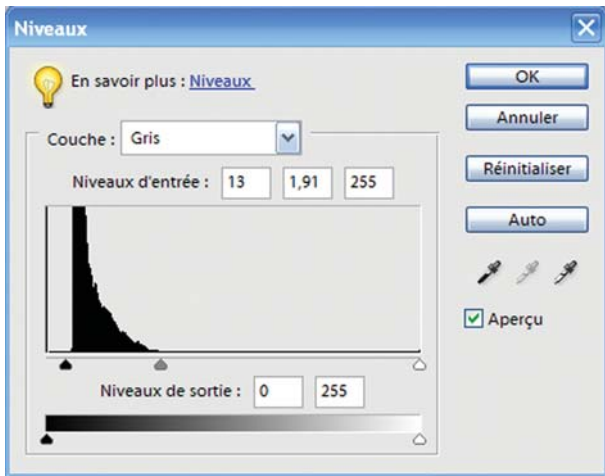 Niveaux
En savoir plus : Niveaux
OK
Annuler
Réinitialiser
Auto
Couche : Gris
Niveaux d'entrée : 13 1,91 255
Aperçu
Niveaux de sortie : 0 255